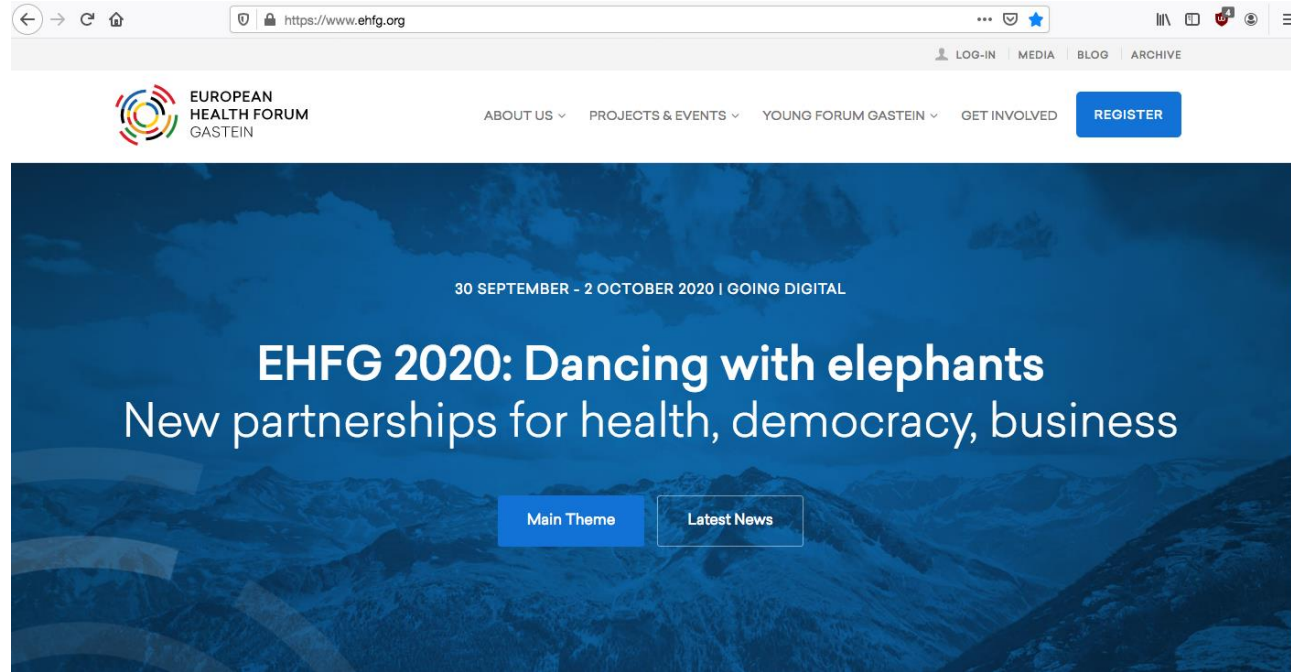 https://www.ehfg.org
4
LOG-IN MEDIA BLOG ARCHIVE
EUROPEAN
HEALTH FORUM
GASTEIN
ABOUT US PROJECTS & EVENTS YOUNG FORUM GASTEIN GET INVOLVED REGISTER
30 SEPTEMBER - 2 OCTOBER 2020 | GOING DIGITAL
EHFG 2020: Dancing with elephants
New partnerships for health, democracy, business
Main Theme Latest News